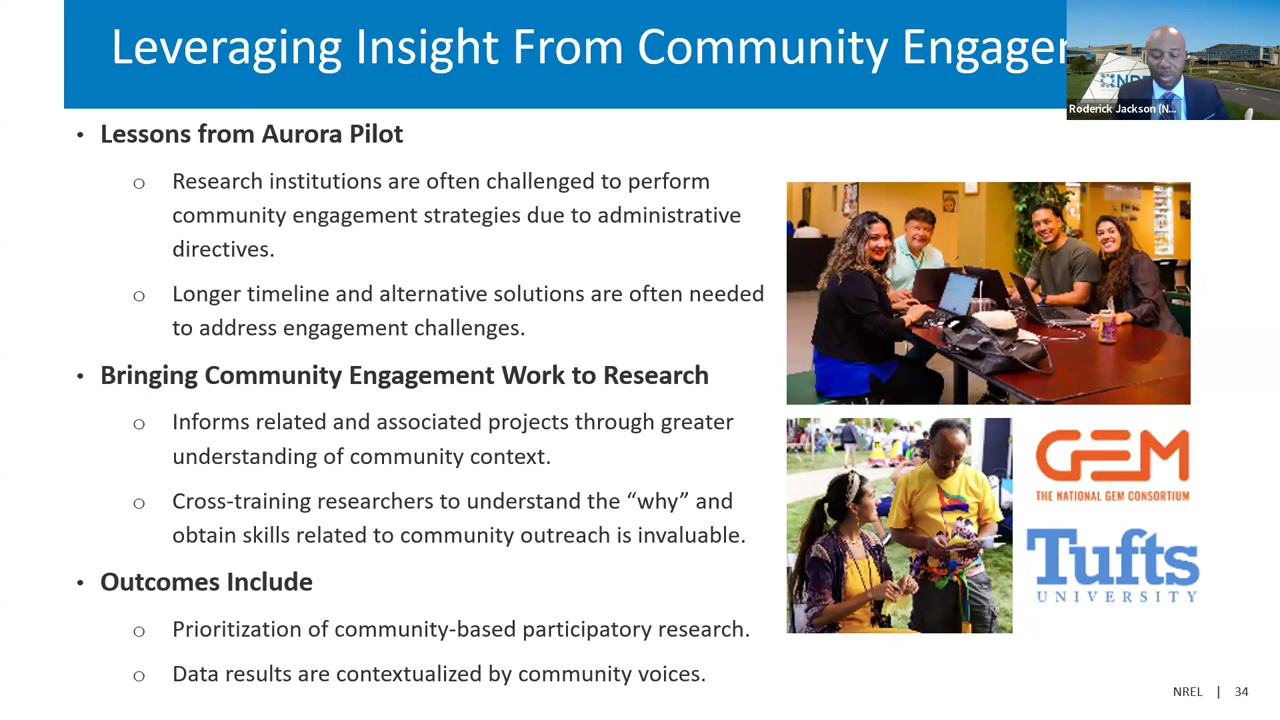 Leveraging Insight From Community
Roderick Jackson
• Lessons from Aurora Pilot
o Research institutions are often challenged to perform
community engagement strategies due to administrative
directives.
o Longer timeline and alternative solutions are often needed
to address engagement challenges.
• Bringing Community Engagement Work to Research
o Informs related and associated projects through greater
understanding of community context.
o Cross-training researchers to understand the “why” and
obtain skills related to community outreach is invaluable.
• Outcomes Include
o Prioritization of community-based participatory research.
o Data results are contextualized by community voices.
GEM
THE NATIONAL GEM CONSORTIUM
Tufts
UNIVERSITY
NREL | 34